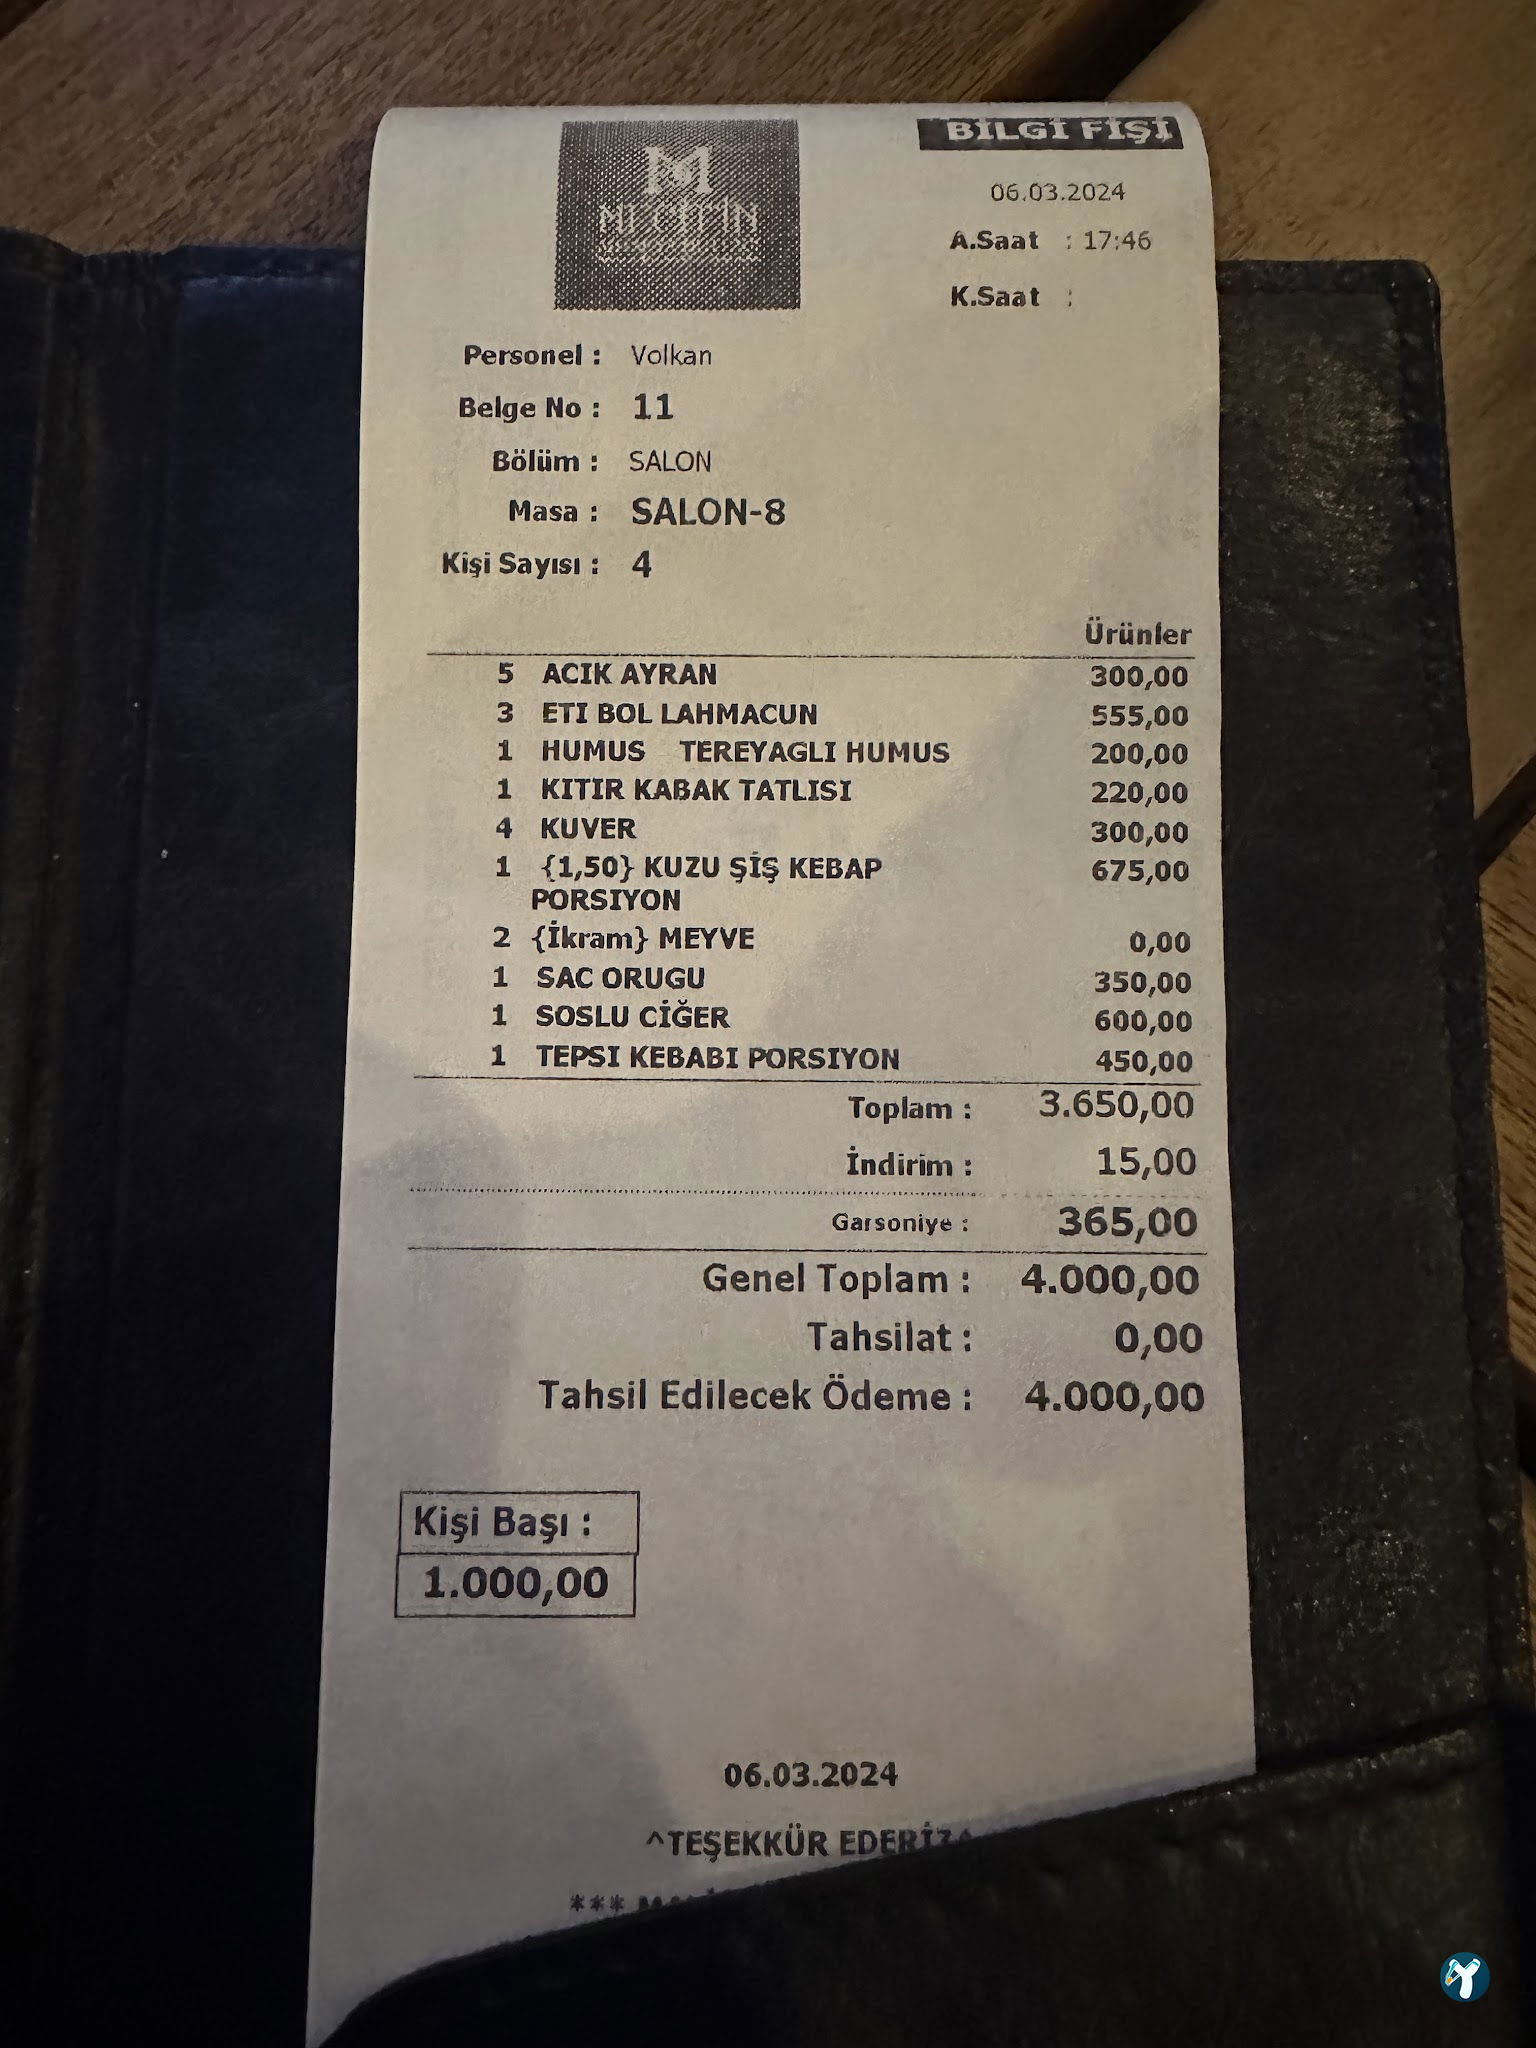 BİLGİ FİŞİ
06.03.2024
A.Saat : 17:46
K.Saat :
Personel : Volkan
Belge No : 11
Bölüm : SALON
Masa : SALON-8
Kişi Sayısı : 4
Ürünler
5 ACIK AYRAN 300,00
3 ETI BOL LAHMACUN 555,00
1 HUMUS TEREYAGLI HUMUS 200,00
1 KITIR KABAK TATLISI 220,00
4 KUVER 300,00
1 {1,50} KUZU ŞİŞ KEBAP 675,00
PORSIYON
2 {İkram} MEYVE 0,00
1 SAC ORUGU 350,00
1 SOSLU CİĞER 600,00
1 TEPSI KEBABI PORSIYON 450,00
Toplam : 3.650,00
İndirim : 15,00
Garsoniye : 365,00
Genel Toplam : 4.000,00
Tahsilat : 0,00
Tahsil Edilecek Ödeme : 4.000,00
Kişi Başı :
1.000,00
06.03.2024
^TEŞEKKÜR EDERİZ^
***